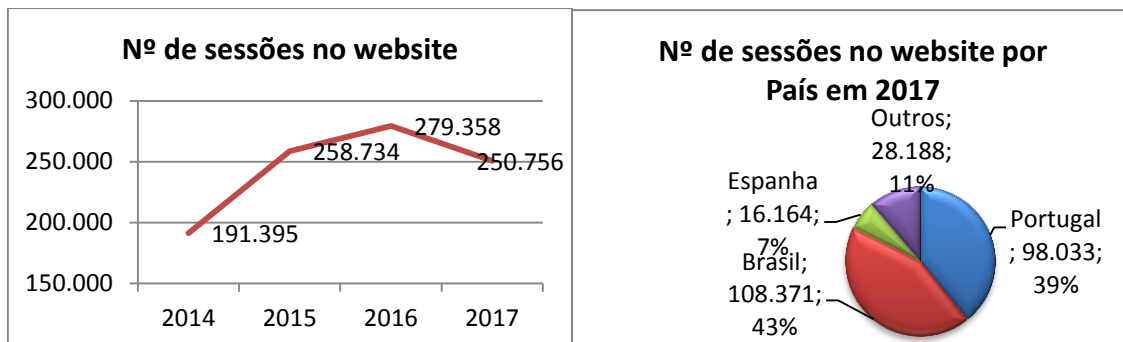 Nº de sessões no website
300.000
250.000
200.000
150.000
191.395
258.734
279.358
250.756
2014
2015
2016
2017
Nº de sessões no website por
País em 2017
Outros;
28.188;
11%
Espanha
; 16.164;
7%
Brasil;
108.371;
43%
Portugal
; 98.033;
39%